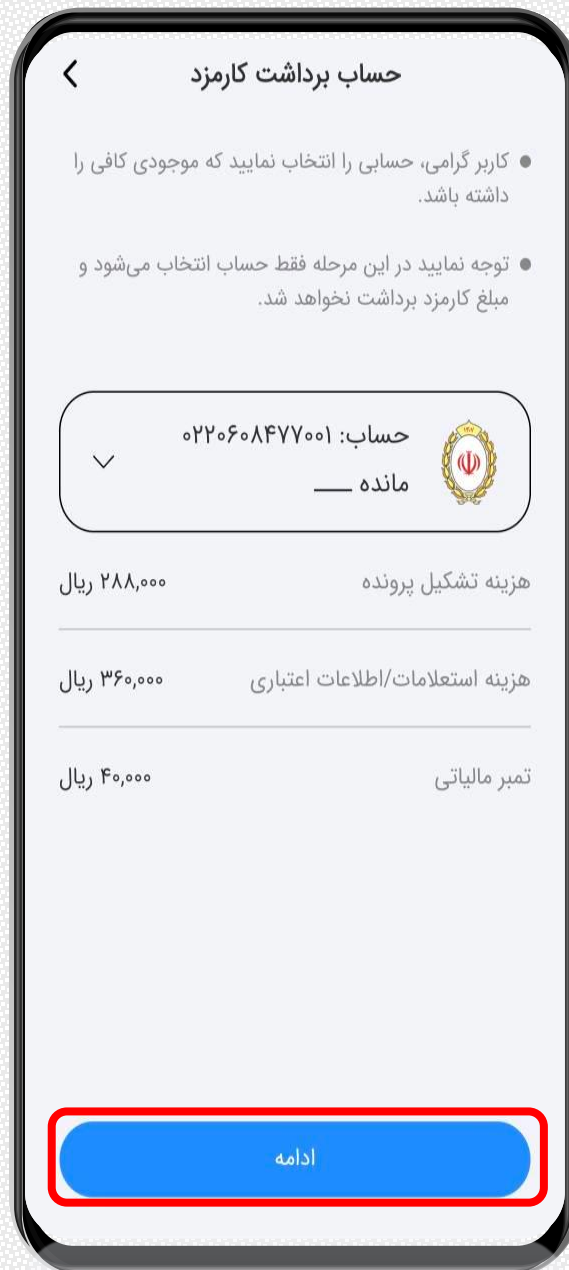 حساب برداشت کارمزد
کاربر گرامی، حسابی را انتخاب نمایید که موجودی کافی را
داشته باشد.
توجه نمایید در این مرحله فقط حساب انتخاب می‌شود و
مبلغ کارمزد برداشت نخواهد شد.
حساب: ۰۲۲۰۶۰۸۴۷۷۰۰۱
مانده ___
هزینه تشکیل پرونده ۲۸۸,۰۰۰ ریال
هزینه استعلامات/اطلاعات اعتباری ۳۶۰,۰۰۰ ریال
تمبر مالیاتی ۴۰,۰۰۰ ریال
ادامه